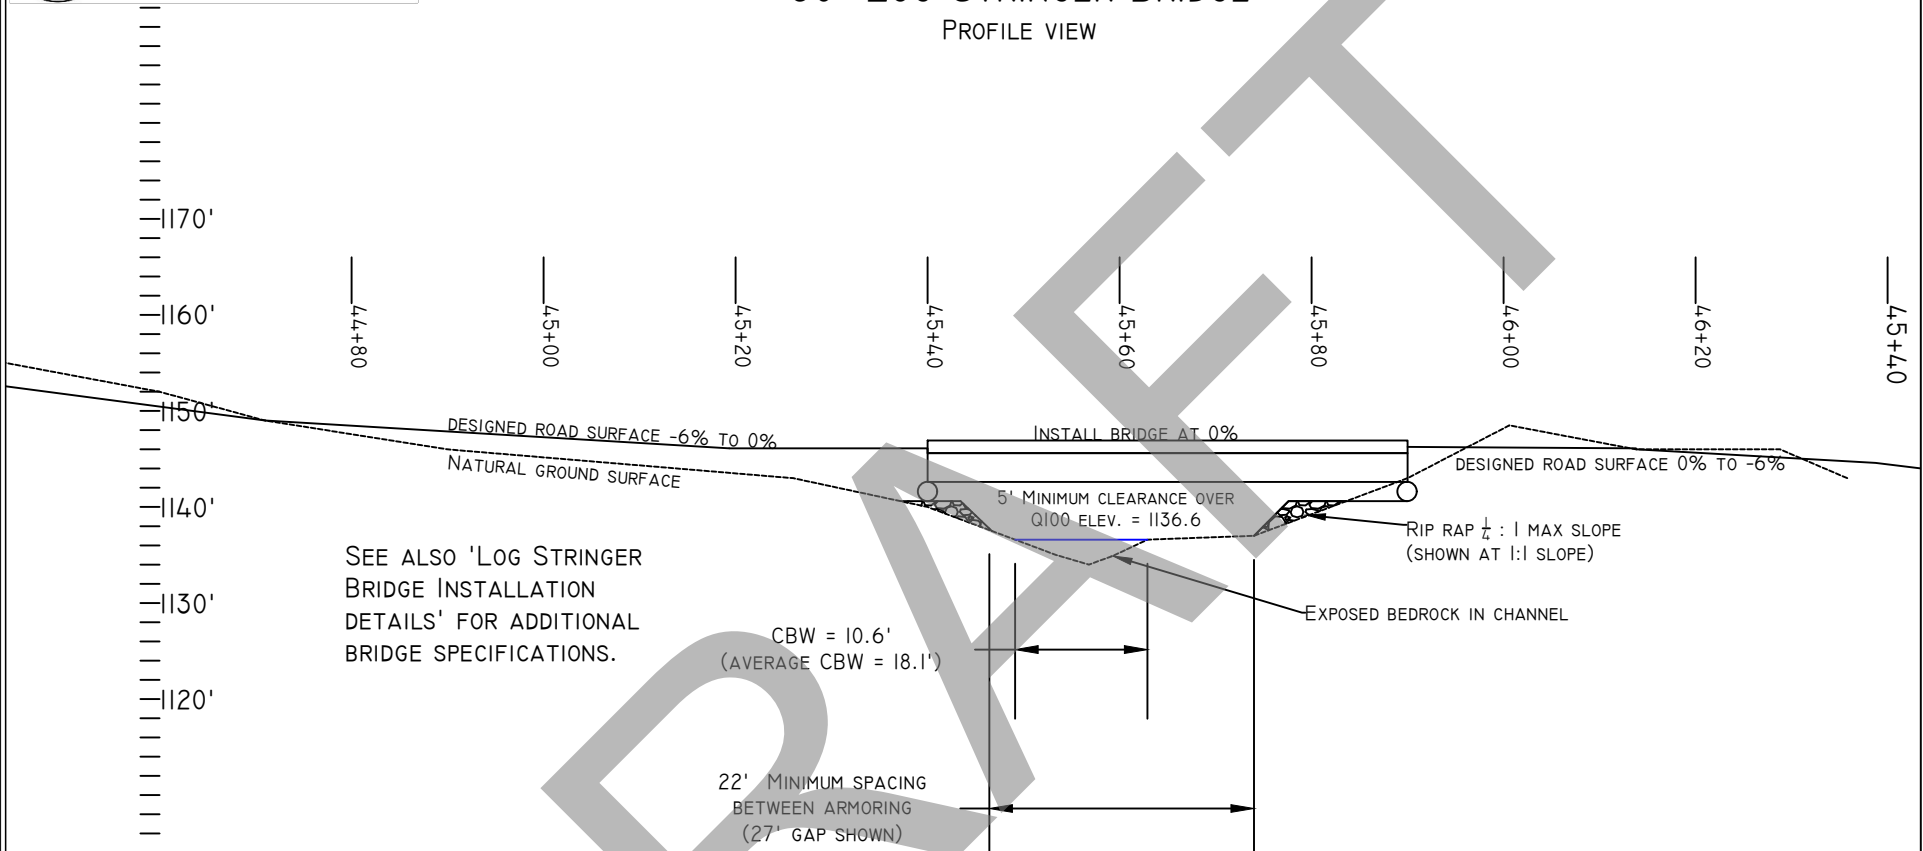 PROFILE VIEW
1170'
1160'
1150'
1140'
1130'
1120'
44+80
45+00
45+20
45+40
45+60
45+80
46+00
46+20
45+40
DESIGNED ROAD SURFACE -6% TO 0%
NATURAL GROUND SURFACE
INSTALL BRIDGE AT 0%
DESIGNED ROAD SURFACE 0% TO -6%
5' MINIMUM CLEARANCE OVER
Q100 ELEV. = 1136.6
RIP RAP 1/4 : 1 MAX SLOPE
(SHOWN AT 1:1 SLOPE)
EXPOSED BEDROCK IN CHANNEL
SEE ALSO 'LOG STRINGER
BRIDGE INSTALLATION
DETAILS' FOR ADDITIONAL
BRIDGE SPECIFICATIONS.
CBW = 10.6'
(AVERAGE CBW = 18.1')
22' MINIMUM SPACING
BETWEEN ARMORING
(27' GAP SHOWN)